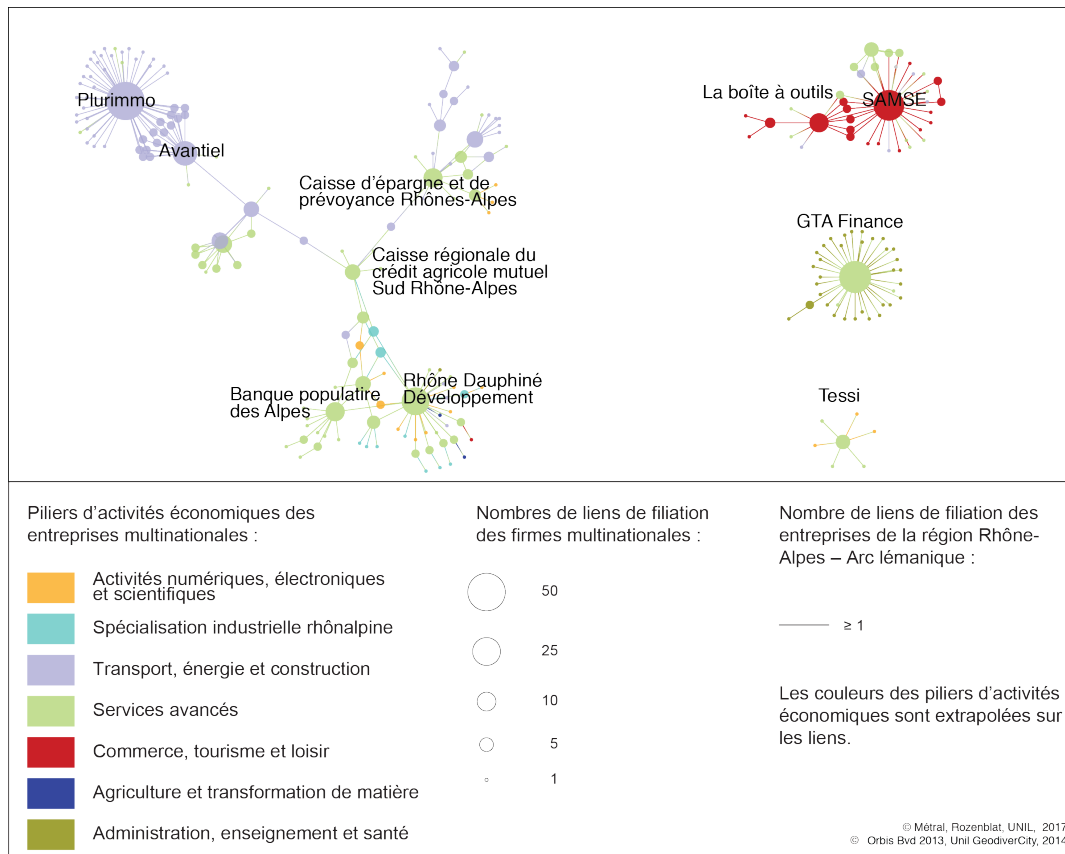 Plurimmo
Avantiel
Caisse d'épargne et de
prévoyance Rhônes-Alpes
Caisse régionale du
crédit agricole mutuel
Sud Rhône-Alpes
Banque populatire
des Alpes
Rhône Dauphiné
Développement
La boîte à outils
SAMSE
GTA Finance
Tessi
Piliers d'activités économiques des
entreprises multinationales :
Activités numériques, électroniques
et scientifiques
Spécialisation industrielle rhônalpine
Transport, énergie et construction
Services avancés
Commerce, tourisme et loisir
Agriculture et transformation de matière
Administration, enseignement et santé
Nombres de liens de filiation
des firmes multinationales :
50
25
10
5
1
Nombre de liens de filiation des
entreprises de la région Rhône-
Alpes – Arc lémanique :
≥ 1
Les couleurs des piliers d'activités
économiques sont extrapolées sur
les liens.
© Métral, Rozenblat, UNIL, 2017
© Orbis Bvd 2013, Unil GeodiverCity, 2014